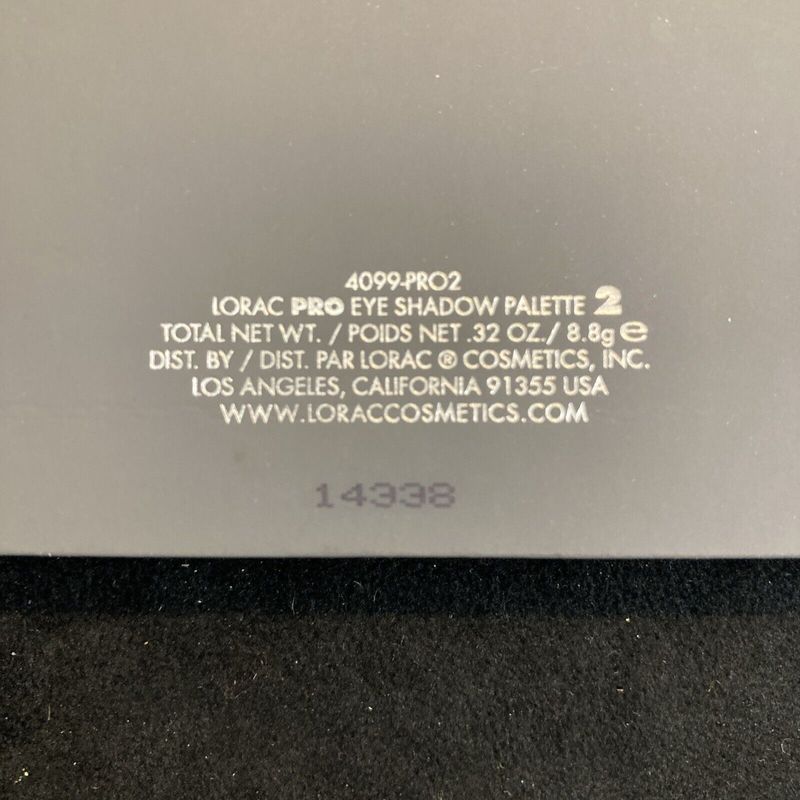 4099-PRO2
LORAC PRO EYE SHADOW PALETTE 2
TOTAL NET WT. / POIDS NET .32 OZ./ 8.8g ℮
DIST. BY / DIST. PAR LORAC ® COSMETICS, INC.
LOS ANGELES, CALIFORNIA 91355 USA
WWW.LORACCOSMETICS.COM
14338